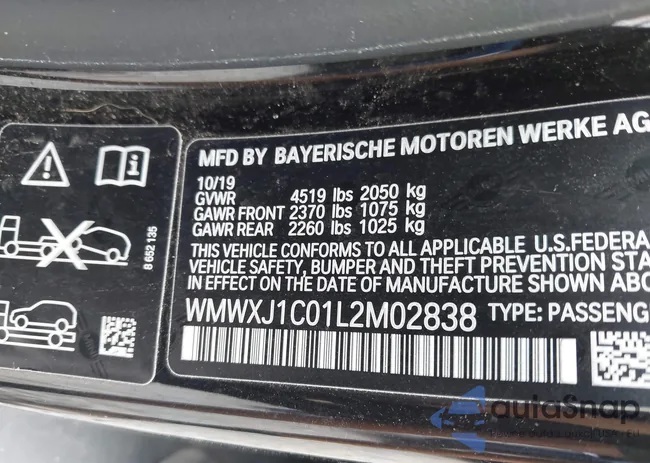 MFD BY BAYERISCHE MOTOREN WERKE AG
10/19
GVWR 4519 lbs 2050 kg
GAWR FRONT 2370 lbs 1075 kg
GAWR REAR 2260 lbs 1025 kg
THIS VEHICLE CONFORMS TO ALL APPLICABLE U.S.FEDERA
VEHICLE SAFETY, BUMPER AND THEFT PREVENTION STA
IN EFFECT ON THE DATE OF MANUFACTURE SHOWN ABO
WMWXJ1C01L2M02838 TYPE: PASSENG
8 652 135
autoSnap